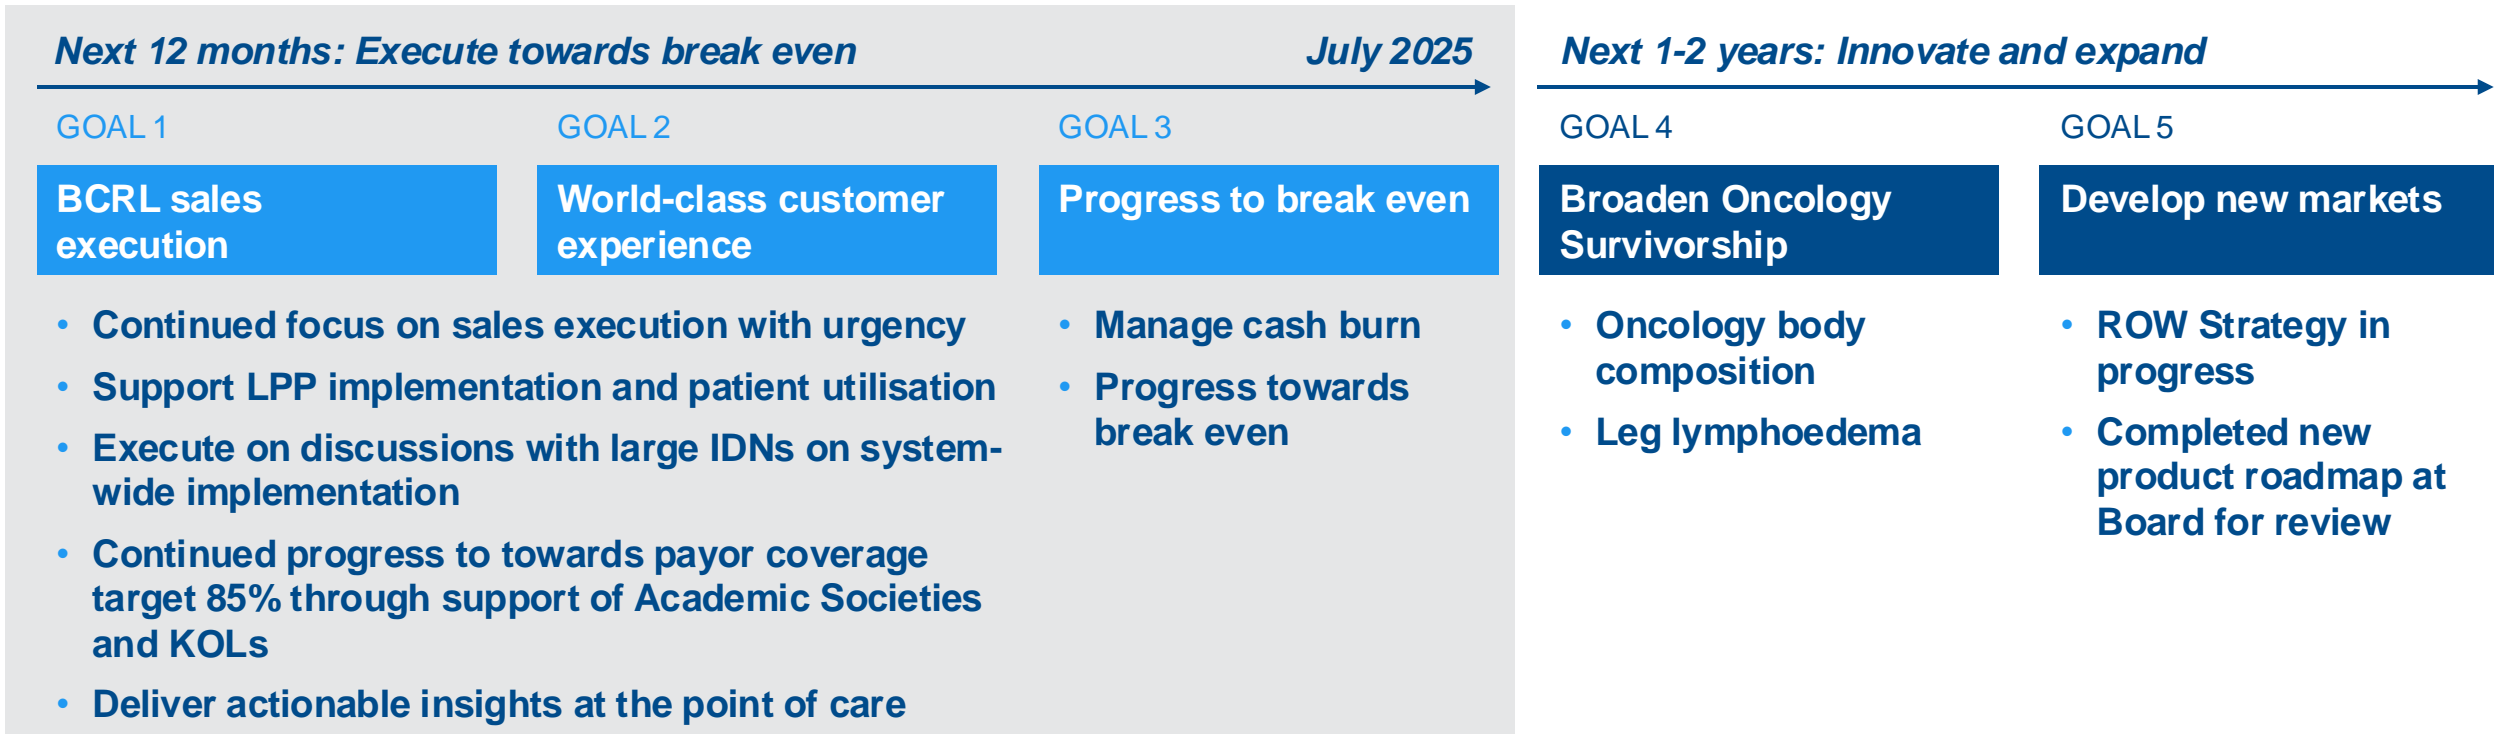 Next 12 months: Execute towards break even
July 2025
GOAL 1
BCRL sales
execution
GOAL 2
World-class customer
experience
• Continued focus on sales execution with urgency
• Support LPP implementation and patient utilisation
• Execute on discussions with large IDNs on system-
wide implementation
• Continued progress to towards payor coverage
target 85% through support of Academic Societies
and KOLs
• Deliver actionable insights at the point of care
GOAL 3
Progress to break even
• Manage cash burn
• Progress towards
break even
Next 1-2 years: Innovate and expand
GOAL 4
Broaden Oncology
Survivorship
• Oncology body
composition
• Leg lymphoedema
GOAL 5
Develop new markets
• ROW Strategy in
progress
• Completed new
product roadmap at
Board for review